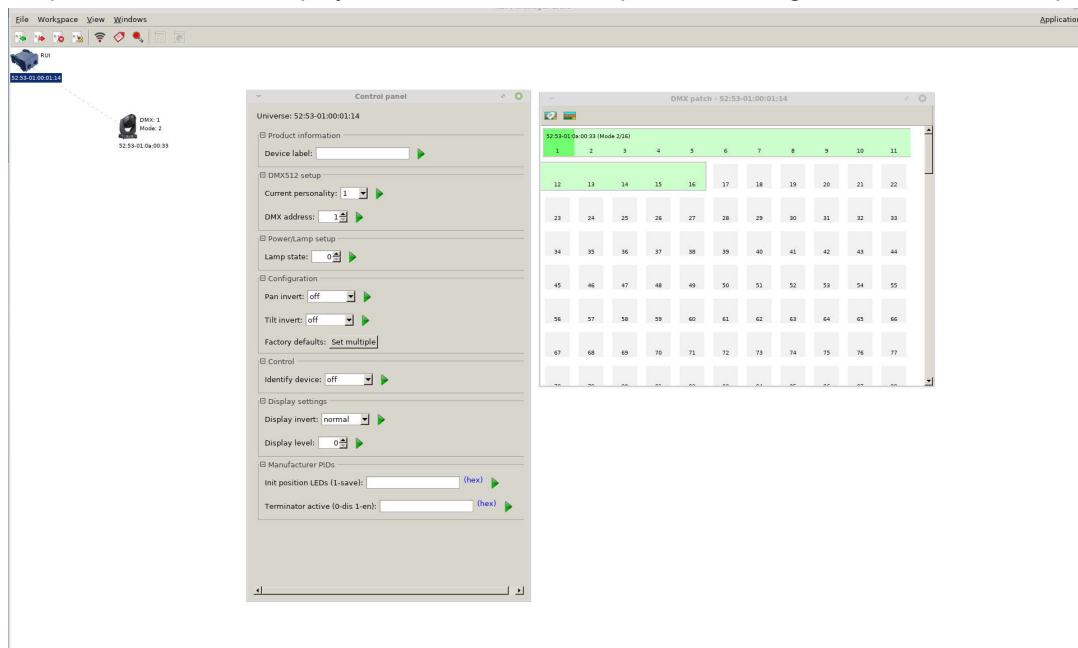 File Workspace View Windows
Application
RUI
52:53-01:00:01:14
DMX: 1
Mode: 2
52:53-01:0a:00:33
Control panel
Universe: 52:53-01:00:01:14
Product information
Device label:
DMX512 setup
Current personality: 1
DMX address: 1
Power/Lamp setup
Lamp state: 0
Configuration
Pan invert: off
Tilt invert: off
Factory defaults: Set multiple
Control
Identify device: off
Display settings
Display invert: normal
Display level: 0
Manufacturer PIDs
Init position LEDs (1-save): (hex)
Terminator active (0-dis 1-en): (hex)
DMX patch - 52:53-01:00:01:14
52:53-01:0a:00:33 (Mode 2/16)
1 2 3 4 5 6 7 8 9 10 11
12 13 14 15 16 17 18 19 20 21 22
23 24 25 26 27 28 29 30 31 32 33
34 35 36 37 38 39 40 41 42 43 44
45 46 47 48 49 50 51 52 53 54 55
56 57 58 59 60 61 62 63 64 65 66
67 68 69 70 71 72 73 74 75 76 77